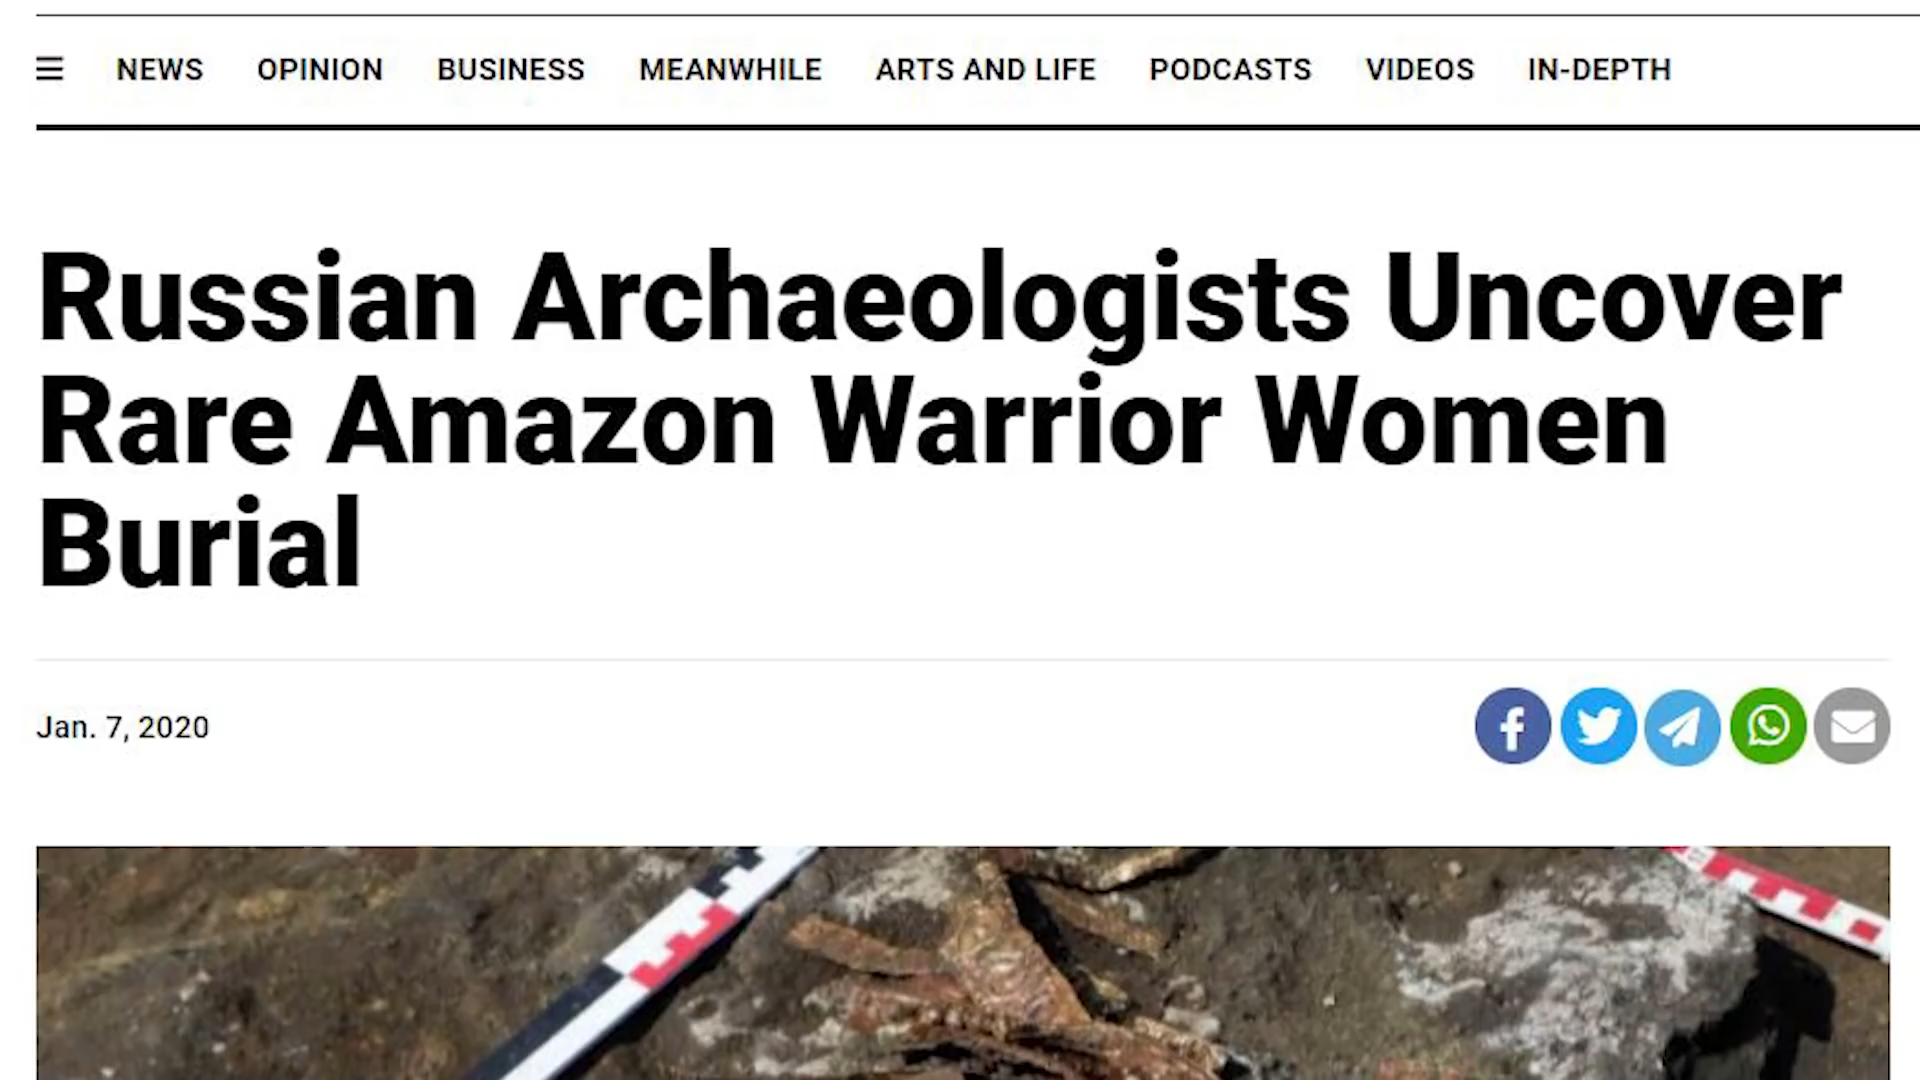 NEWS OPINION BUSINESS MEANWHILE ARTS AND LIFE PODCASTS VIDEOS IN-DEPTH
Russian Archaeologists Uncover
Rare Amazon Warrior Women
Burial
Jan. 7, 2020